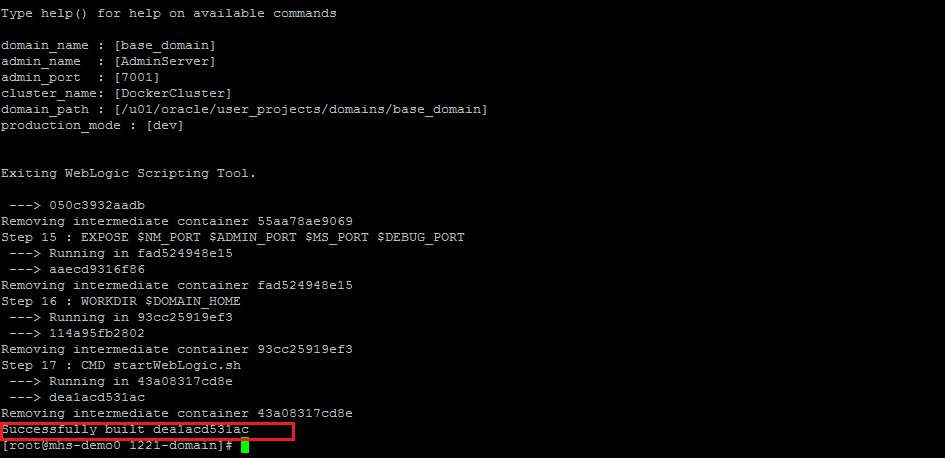 Type help() for help on available commands
domain_name : [base_domain]
admin_name  : [AdminServer]
admin_port  : [7001]
cluster_name: [DockerCluster]
domain_path : [/u01/oracle/user_projects/domains/base_domain]
production_mode : [dev]
Exiting WebLogic Scripting Tool.
 ---> 050c3932aadb
Removing intermediate container 55aa78ae9069
Step 15 : EXPOSE $NM_PORT $ADMIN_PORT $MS_PORT $DEBUG_PORT
 ---> Running in fad524948e15
 ---> aaecd9316f86
Removing intermediate container fad524948e15
Step 16 : WORKDIR $DOMAIN_HOME
 ---> Running in 93cc25919ef3
 ---> 114a95fb2802
Removing intermediate container 93cc25919ef3
Step 17 : CMD startWebLogic.sh
 ---> Running in 43a08317cd8e
 ---> dea1acd531ac
Removing intermediate container 43a08317cd8e
Successfully built dea1acd531ac
[root@mhs-demo0 1221-domain]#